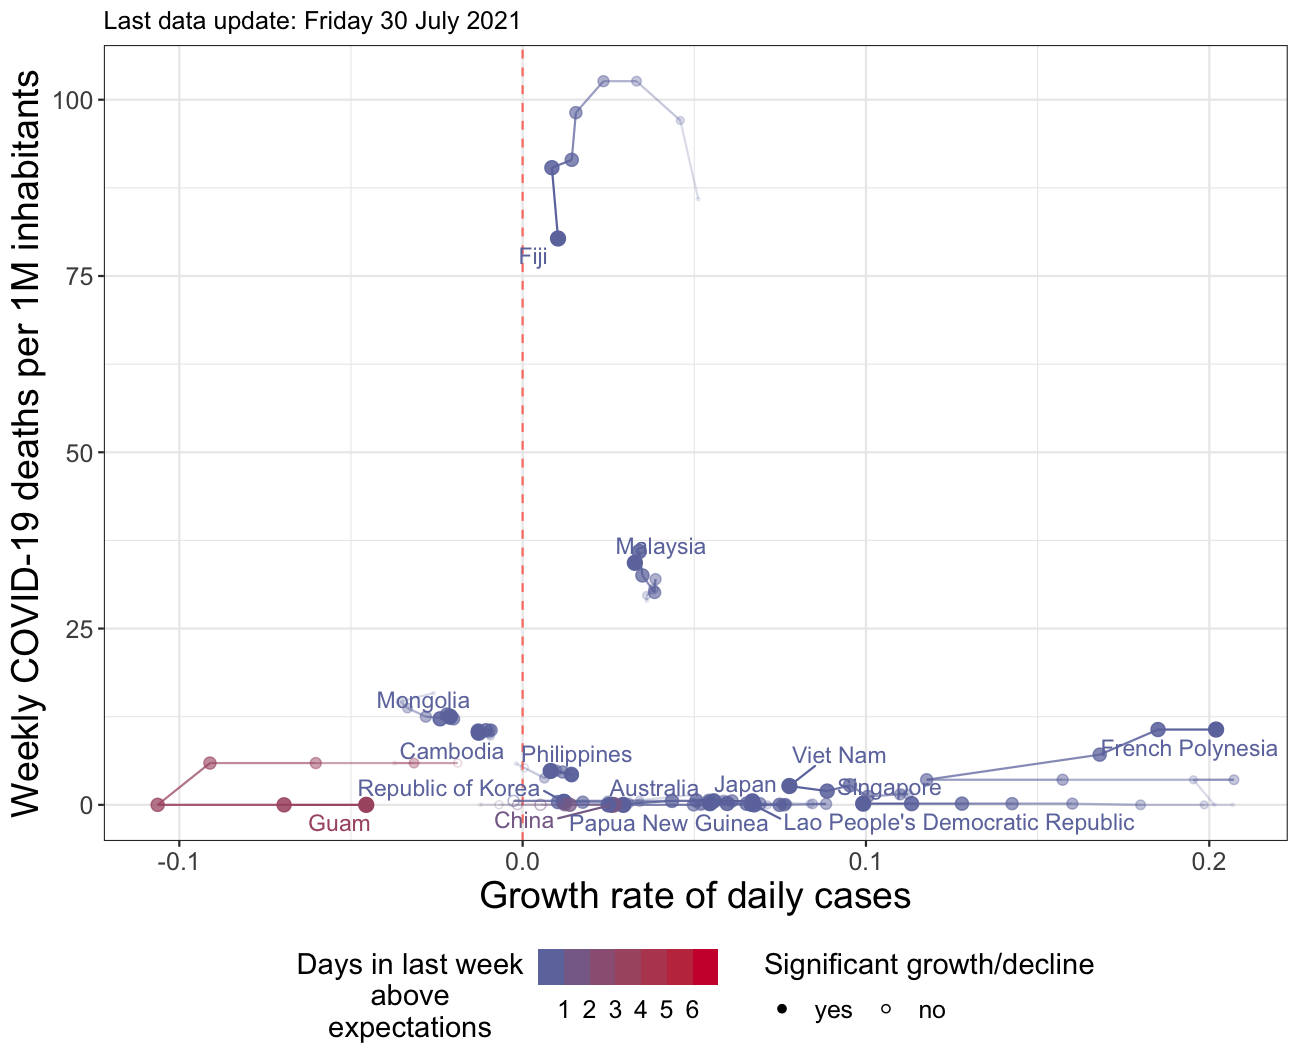 Last data update: Friday 30 July 2021
Weekly COVID-19 deaths per 1M inhabitants
100
75
50
25
0
Fiji
Malaysia
Mongolia
Cambodia
Philippines
Viet Nam
French Polynesia
Republic of Korea
Australia
Japan
Singapore
Guam
China
Papua New Guinea
Lao People's Democratic Republic
-0.1
0.0
0.1
0.2
Growth rate of daily cases
Days in last week
above
expectations
1 2 3 4 5 6
Significant growth/decline
yes
no